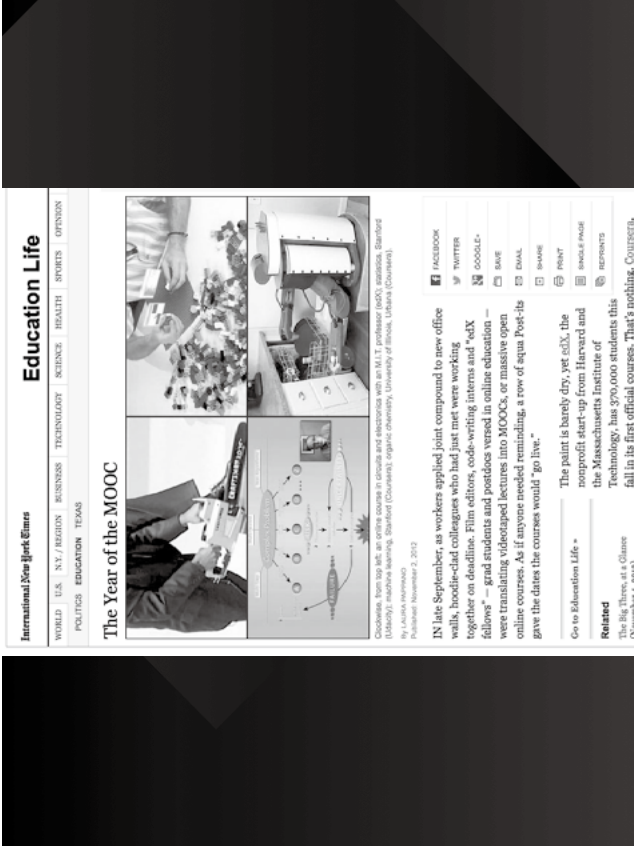 International New York Times
Education Life
WORLD U.S. N.Y. / REGION BUSINESS TECHNOLOGY SCIENCE HEALTH SPORTS OPINION
POLITICS EDUCATION TEXAS
The Year of the MOOC
CRAFTSMAN
FAILURE
Clockwise, from top left: an online course in circuits and electronics with an M.I.T. professor (edX); statistics, Stanford
(Udacity); machine learning, Stanford (Coursera); organic chemistry, University of Illinois, Urbana (Coursera).
By LAURA PAPPANO
Published: November 2, 2012
IN late September, as workers applied joint compound to new office
walls, hoodie-clad colleagues who had just met were working
together on deadline. Film editors, code-writing interns and “edX
fellows” — grad students and postdocs versed in online education —
were translating videotaped lectures into MOOCs, or massive open
online courses. As if anyone needed reminding, a row of aqua Post-its
gave the dates the courses would “go live.”
FACEBOOK
TWITTER
GOOGLE+
SAVE
EMAIL
SHARE
PRINT
SINGLE PAGE
REPRINTS
Go to Education Life »
Related
The Big Three, at a Glance
The paint is barely dry, yet edX, the
nonprofit start-up from Harvard and
the Massachusetts Institute of
Technology, has 370,000 students this
fall in its first official courses. That’s nothing. Coursera,